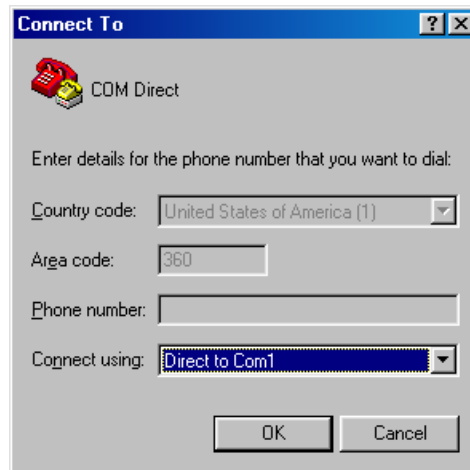 Connect To
COM Direct
Enter details for the phone number that you want to dial:
Country code: United States of America (1)
Area code: 360
Phone number:
Connect using: Direct to Com1
OK Cancel